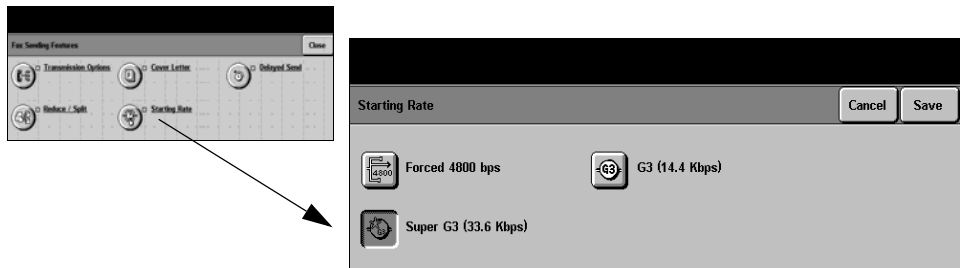 Fax Sending Features Close
Transmission Options Cover Letter Delayed Send
Reduce / Split Starting Rate
Starting Rate Cancel Save
4800 Forced 4800 bps G3 G3 (14.4 Kbps)
G3 Super G3 (33.6 Kbps)